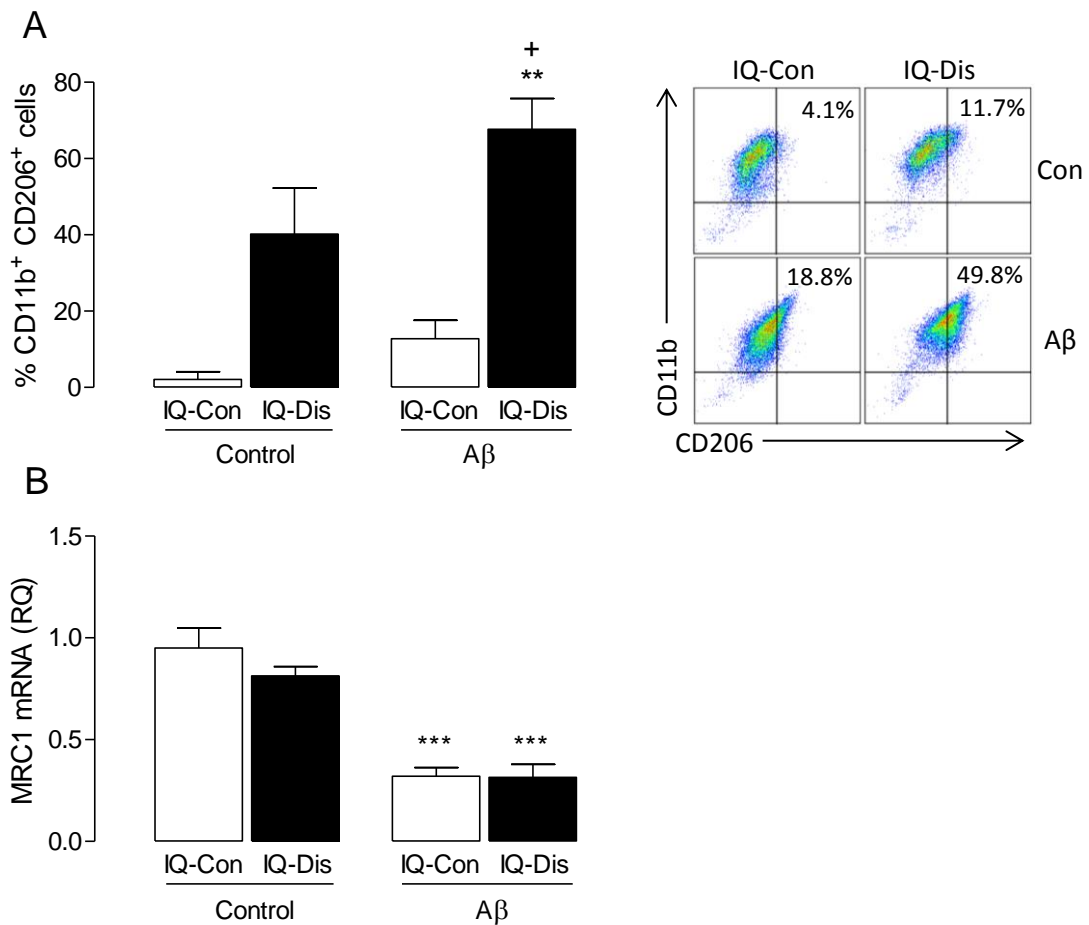 A
% CD11b⁺ CD206⁺ cells
80
60
40
20
0
+
**
IQ-Con IQ-Dis IQ-Con IQ-Dis
Control Aβ
IQ-Con IQ-Dis
4.1% 11.7%
Con
18.8% 49.8%
Aβ
CD11b
CD206
B
MRC1 mRNA (RQ)
1.5
1.0
0.5
0.0
*** ***
IQ-Con IQ-Dis IQ-Con IQ-Dis
Control Aβ